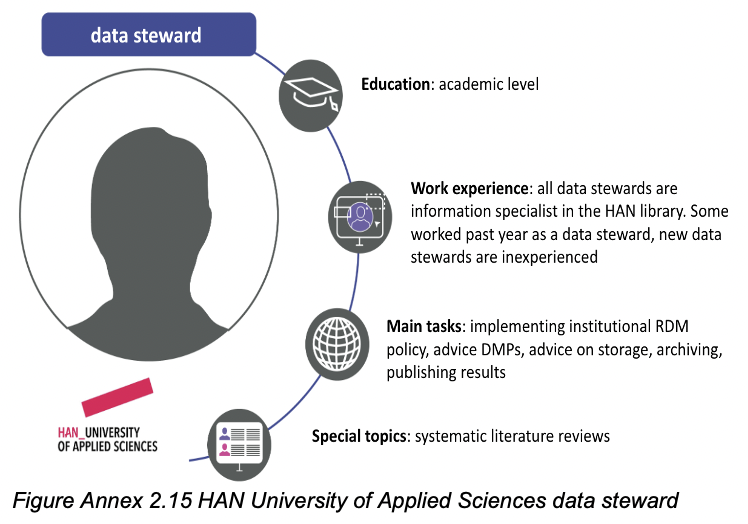 data steward
Education: academic level
Work experience: all data stewards are
information specialist in the HAN library. Some
worked past year as a data steward, new data
stewards are inexperienced
Main tasks: implementing institutional RDM
policy, advice DMPs, advice on storage, archiving,
publishing results
HAN_UNIVERSITY
OF APPLIED SCIENCES
Special topics: systematic literature reviews
Figure Annex 2.15 HAN University of Applied Sciences data steward